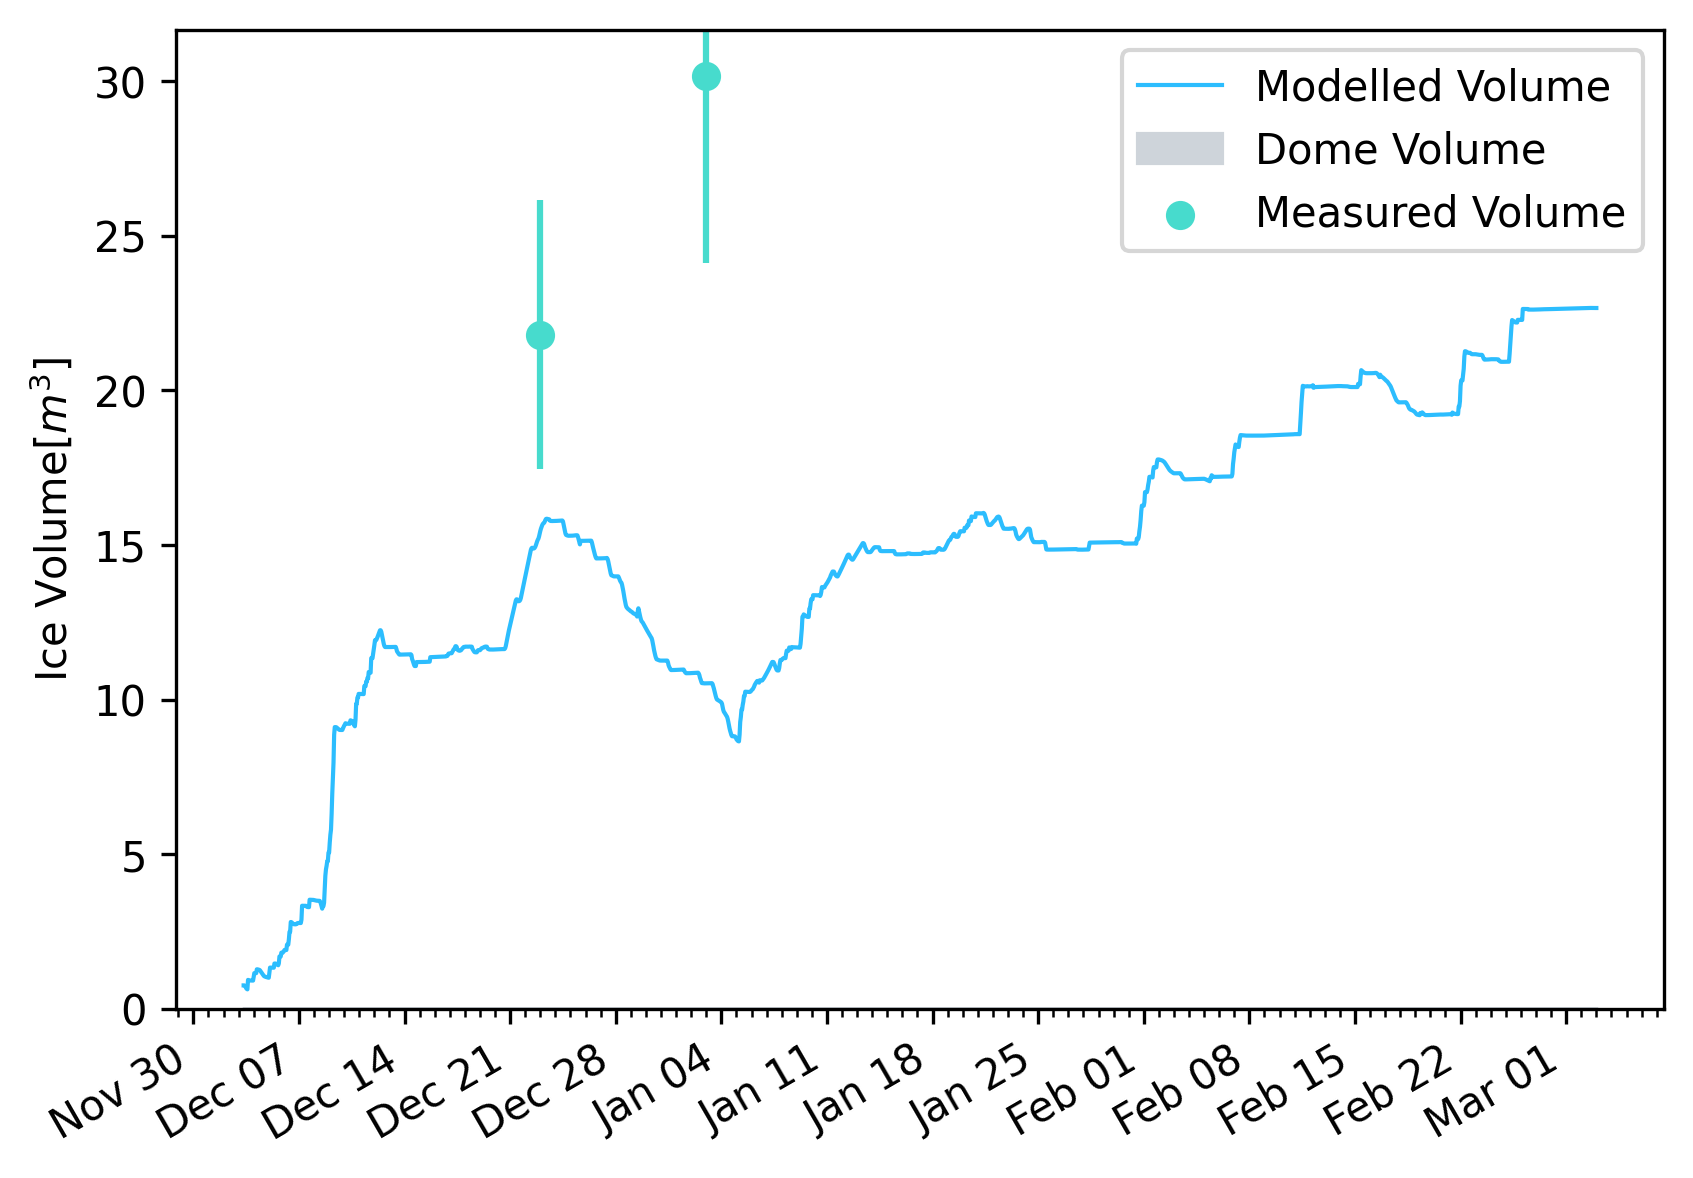 Modelled Volume
Dome Volume
Measured Volume
Ice Volume[m³]
30
25
20
15
10
5
0
Nov 30
Dec 07
Dec 14
Dec 21
Dec 28
Jan 04
Jan 11
Jan 18
Jan 25
Feb 01
Feb 08
Feb 15
Feb 22
Mar 01